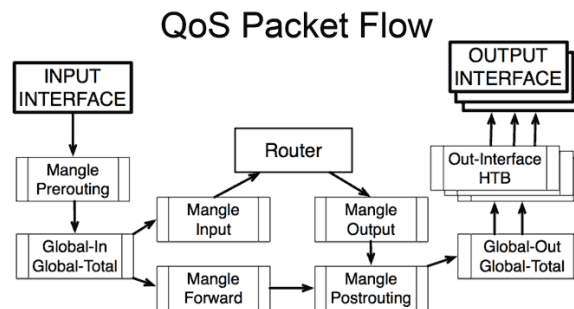 QoS Packet Flow
INPUT
INTERFACE
OUTPUT
INTERFACE
Router
Out-Interface
HTB
Mangle
Prerouting
Mangle
Input
Mangle
Output
Global-In
Global-Total
Global-Out
Global-Total
Mangle
Forward
Mangle
Postrouting